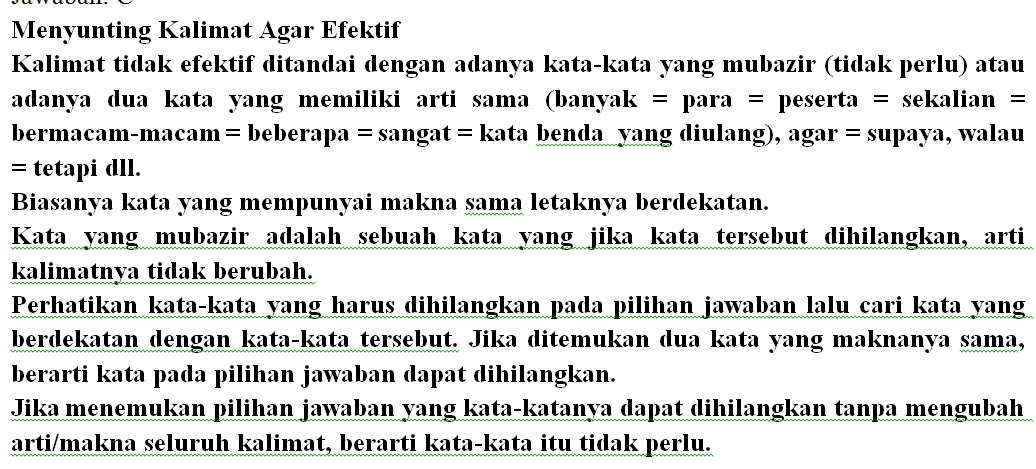 Jawaban: C
Menyunting Kalimat Agar Efektif
Kalimat tidak efektif ditandai dengan adanya kata-kata yang mubazir (tidak perlu) atau
adanya dua kata yang memiliki arti sama (banyak = para = peserta = sekalian =
bermacam-macam = beberapa = sangat = kata benda yang diulang), agar = supaya, walau
= tetapi dll.
Biasanya kata yang mempunyai makna sama letaknya berdekatan.
Kata yang mubazir adalah sebuah kata yang jika kata tersebut dihilangkan, arti
kalimatnya tidak berubah.
Perhatikan kata-kata yang harus dihilangkan pada pilihan jawaban lalu cari kata yang
berdekatan dengan kata-kata tersebut. Jika ditemukan dua kata yang maknanya sama,
berarti kata pada pilihan jawaban dapat dihilangkan.
Jika menemukan pilihan jawaban yang kata-katanya dapat dihilangkan tanpa mengubah
arti/makna seluruh kalimat, berarti kata-kata itu tidak perlu.